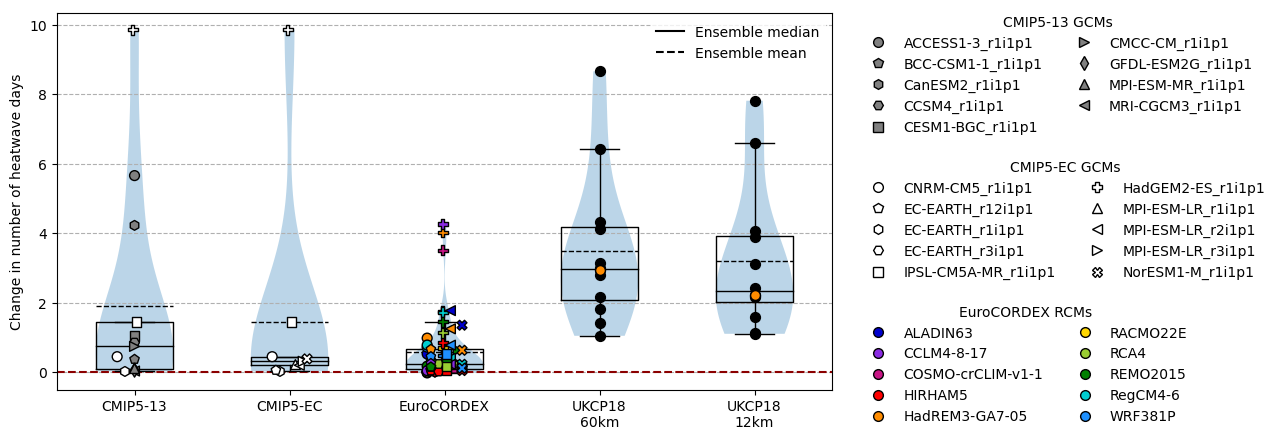 Change in number of heatwave days
10
8
6
4
2
0
Ensemble median
Ensemble mean
CMIP5-13
CMIP5-EC
EuroCORDEX
UKCP18
60km
UKCP18
12km
CMIP5-13 GCMs
ACCESS1-3_r1i1p1
BCC-CSM1-1_r1i1p1
CanESM2_r1i1p1
CCSM4_r1i1p1
CESM1-BGC_r1i1p1
CMCC-CM_r1i1p1
GFDL-ESM2G_r1i1p1
MPI-ESM-MR_r1i1p1
MRI-CGCM3_r1i1p1
CMIP5-EC GCMs
CNRM-CM5_r1i1p1
EC-EARTH_r12i1p1
EC-EARTH_r1i1p1
EC-EARTH_r3i1p1
IPSL-CM5A-MR_r1i1p1
HadGEM2-ES_r1i1p1
MPI-ESM-LR_r1i1p1
MPI-ESM-LR_r2i1p1
MPI-ESM-LR_r3i1p1
NorESM1-M_r1i1p1
EuroCORDEX RCMs
ALADIN63
CCLM4-8-17
COSMO-crCLIM-v1-1
HIRHAM5
HadREM3-GA7-05
RACMO22E
RCA4
REMO2015
RegCM4-6
WRF381P